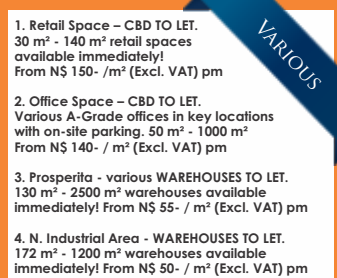 1. Retail Space – CBD TO LET.
30 m² - 140 m² retail spaces
available immediately!
From N$ 150- /m² (Excl. VAT) pm
VARIOUS
2. Office Space – CBD TO LET.
Various A-Grade offices in key locations
with on-site parking. 50 m² - 1000 m²
From N$ 140- / m² (Excl. VAT) pm
3. Prosperita - various WAREHOUSES TO LET.
130 m² - 2500 m² warehouses available
immediately! From N$ 55- / m² (Excl. VAT) pm
4. N. Industrial Area - WAREHOUSES TO LET.
172 m² - 1200 m² warehouses available
immediately! From N$ 50- / m² (Excl. VAT) pm